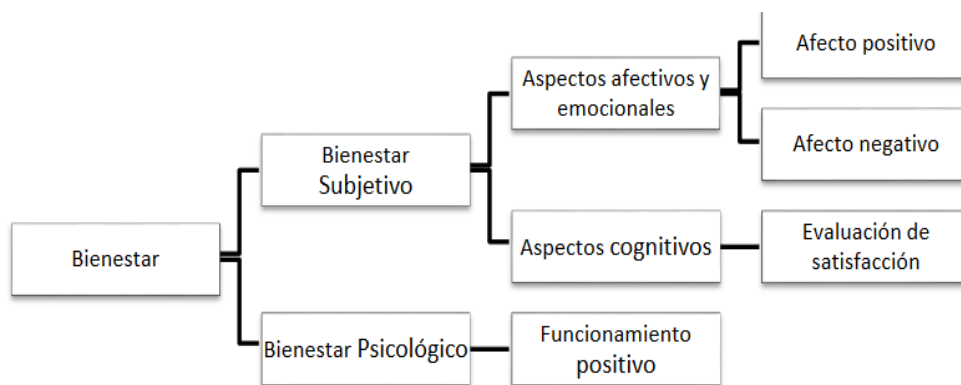 Afecto positivo
Aspectos afectivos y
emocionales
Afecto negativo
Bienestar
Subjetivo
Aspectos cognitivos
Evaluación de
satisfacción
Bienestar
Bienestar Psicológico
Funcionamiento
positivo